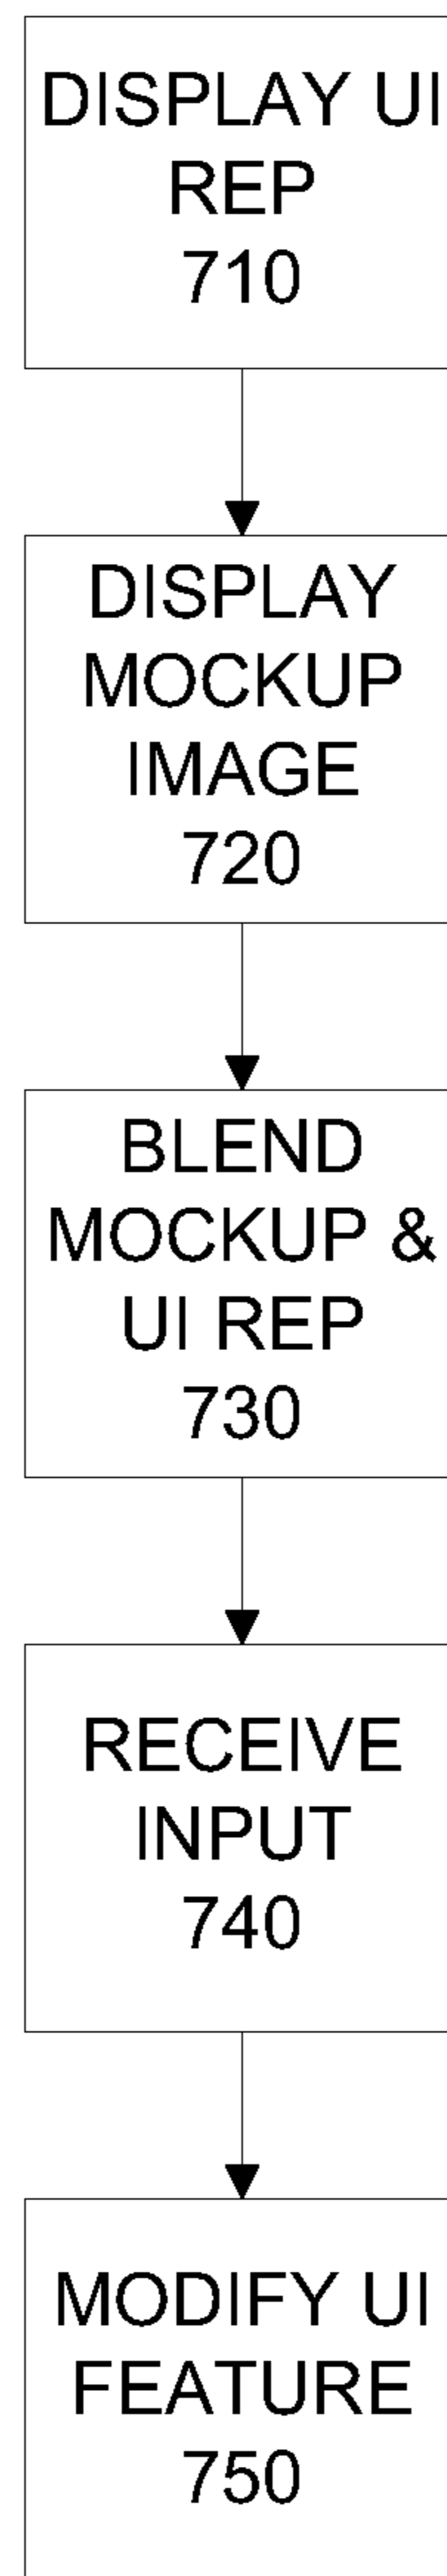 DISPLAY UI
REP
710
DISPLAY
MOCKUP
IMAGE
720
BLEND
MOCKUP &
UI REP
730
RECEIVE
INPUT
740
MODIFY UI
FEATURE
750